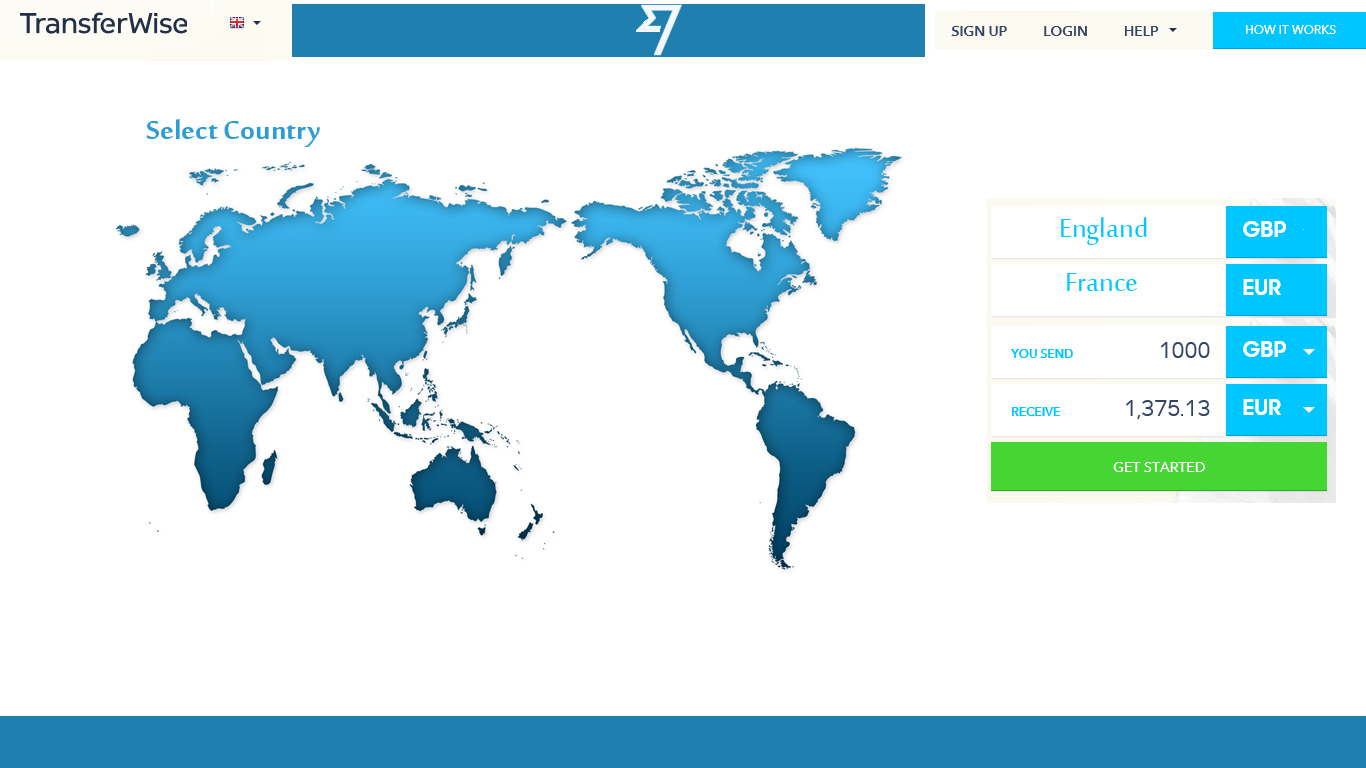 TransferWise
SIGN UP
LOGIN
HELP
HOW IT WORKS
Select Country
England
GBP
France
EUR
YOU SEND
1000
GBP
RECEIVE
1,375.13
EUR
GET STARTED